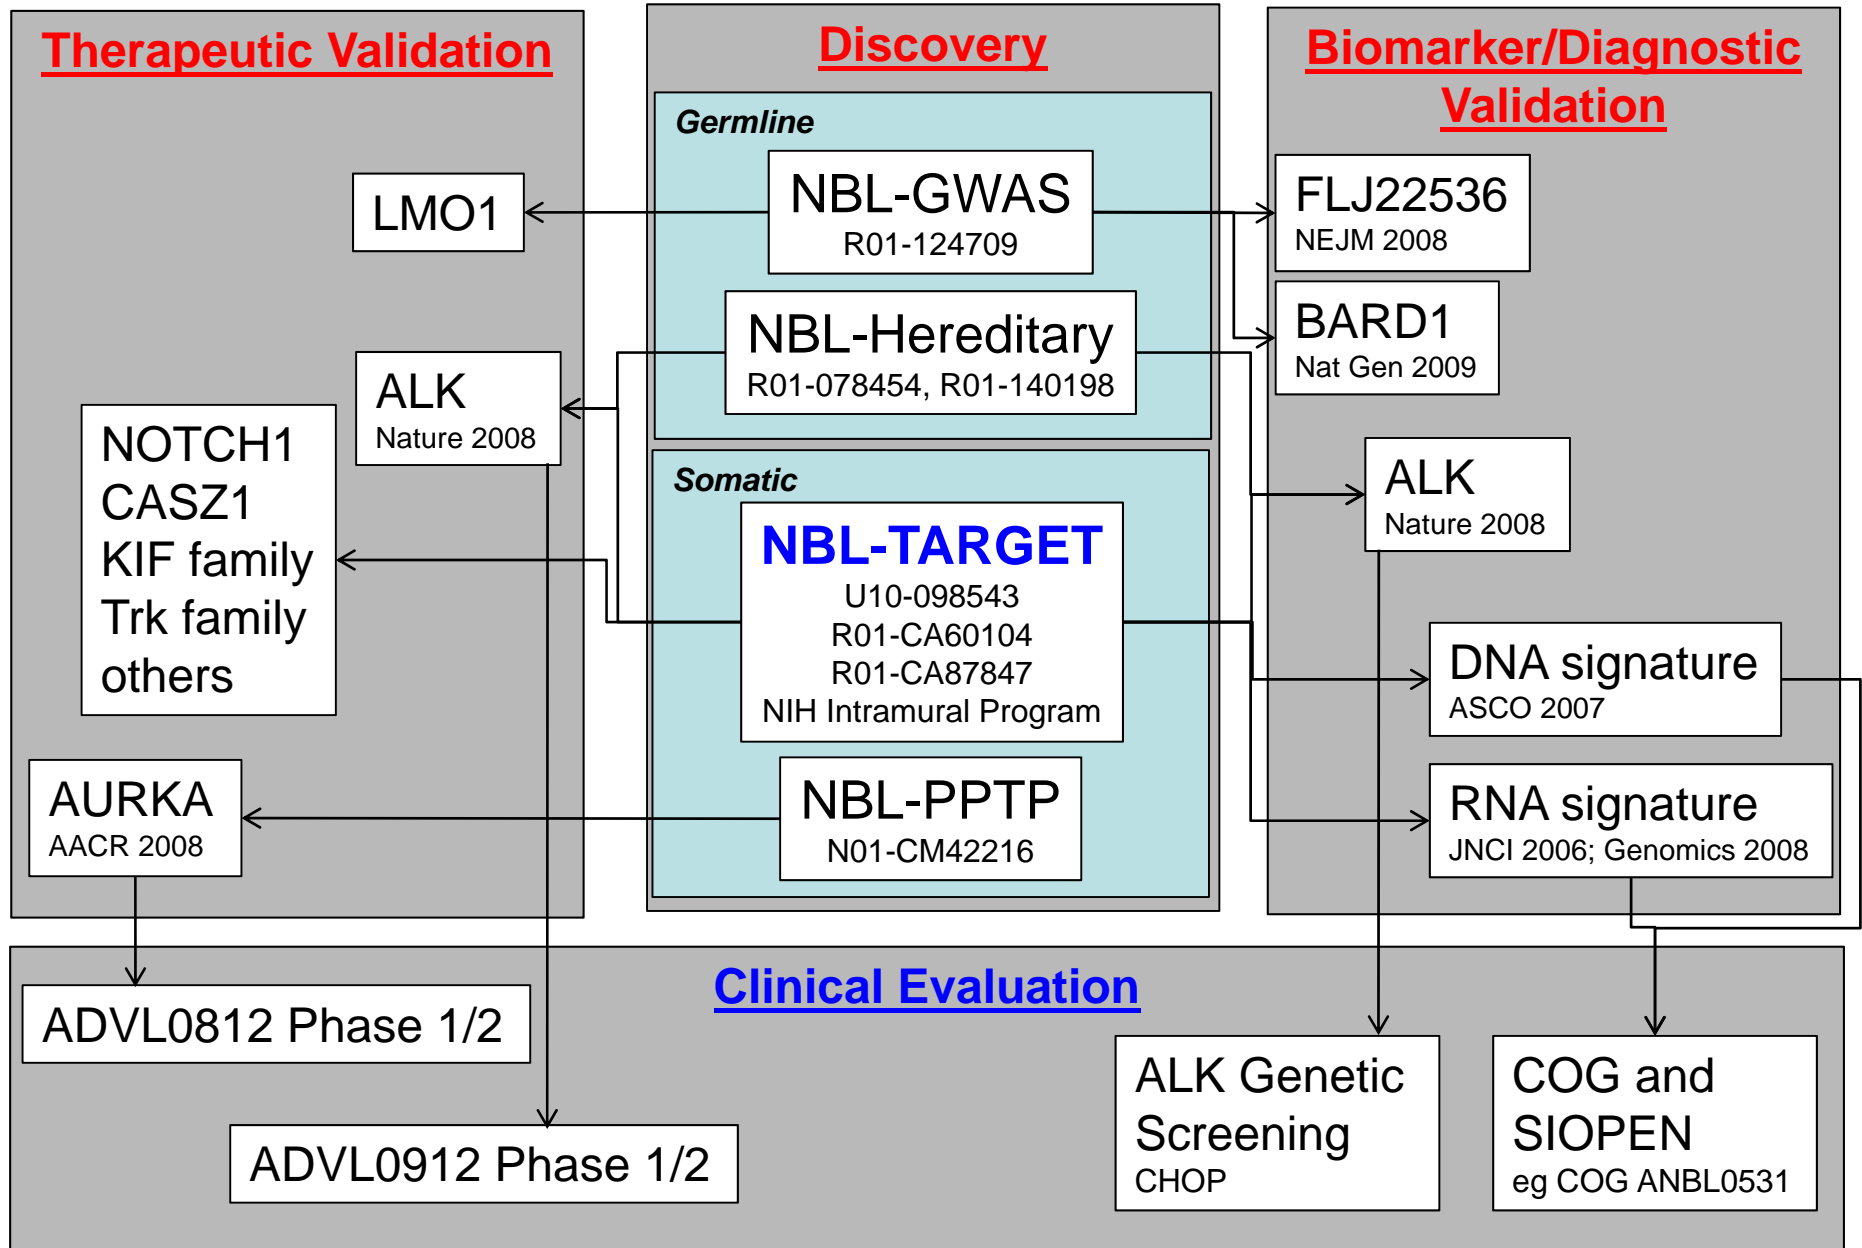 Therapeutic Validation
LMO1
ALK
Nature 2008
NOTCH1
CASZ1
KIF family
Trk family
others
AURKA
AACR 2008
Discovery
Germline
NBL-GWAS
R01-124709
NBL-Hereditary
R01-078454, R01-140198
Somatic
NBL-TARGET
U10-098543
R01-CA60104
R01-CA87847
NIH Intramural Program
NBL-PPTP
N01-CM42216
Biomarker/Diagnostic
Validation
FLJ22536
NEJM 2008
BARD1
Nat Gen 2009
ALK
Nature 2008
DNA signature
ASCO 2007
RNA signature
JNCI 2006; Genomics 2008
Clinical Evaluation
ADVL0812 Phase 1/2
ADVL0912 Phase 1/2
ALK Genetic
Screening
CHOP
COG and
SIOPEN
eg COG ANBL0531